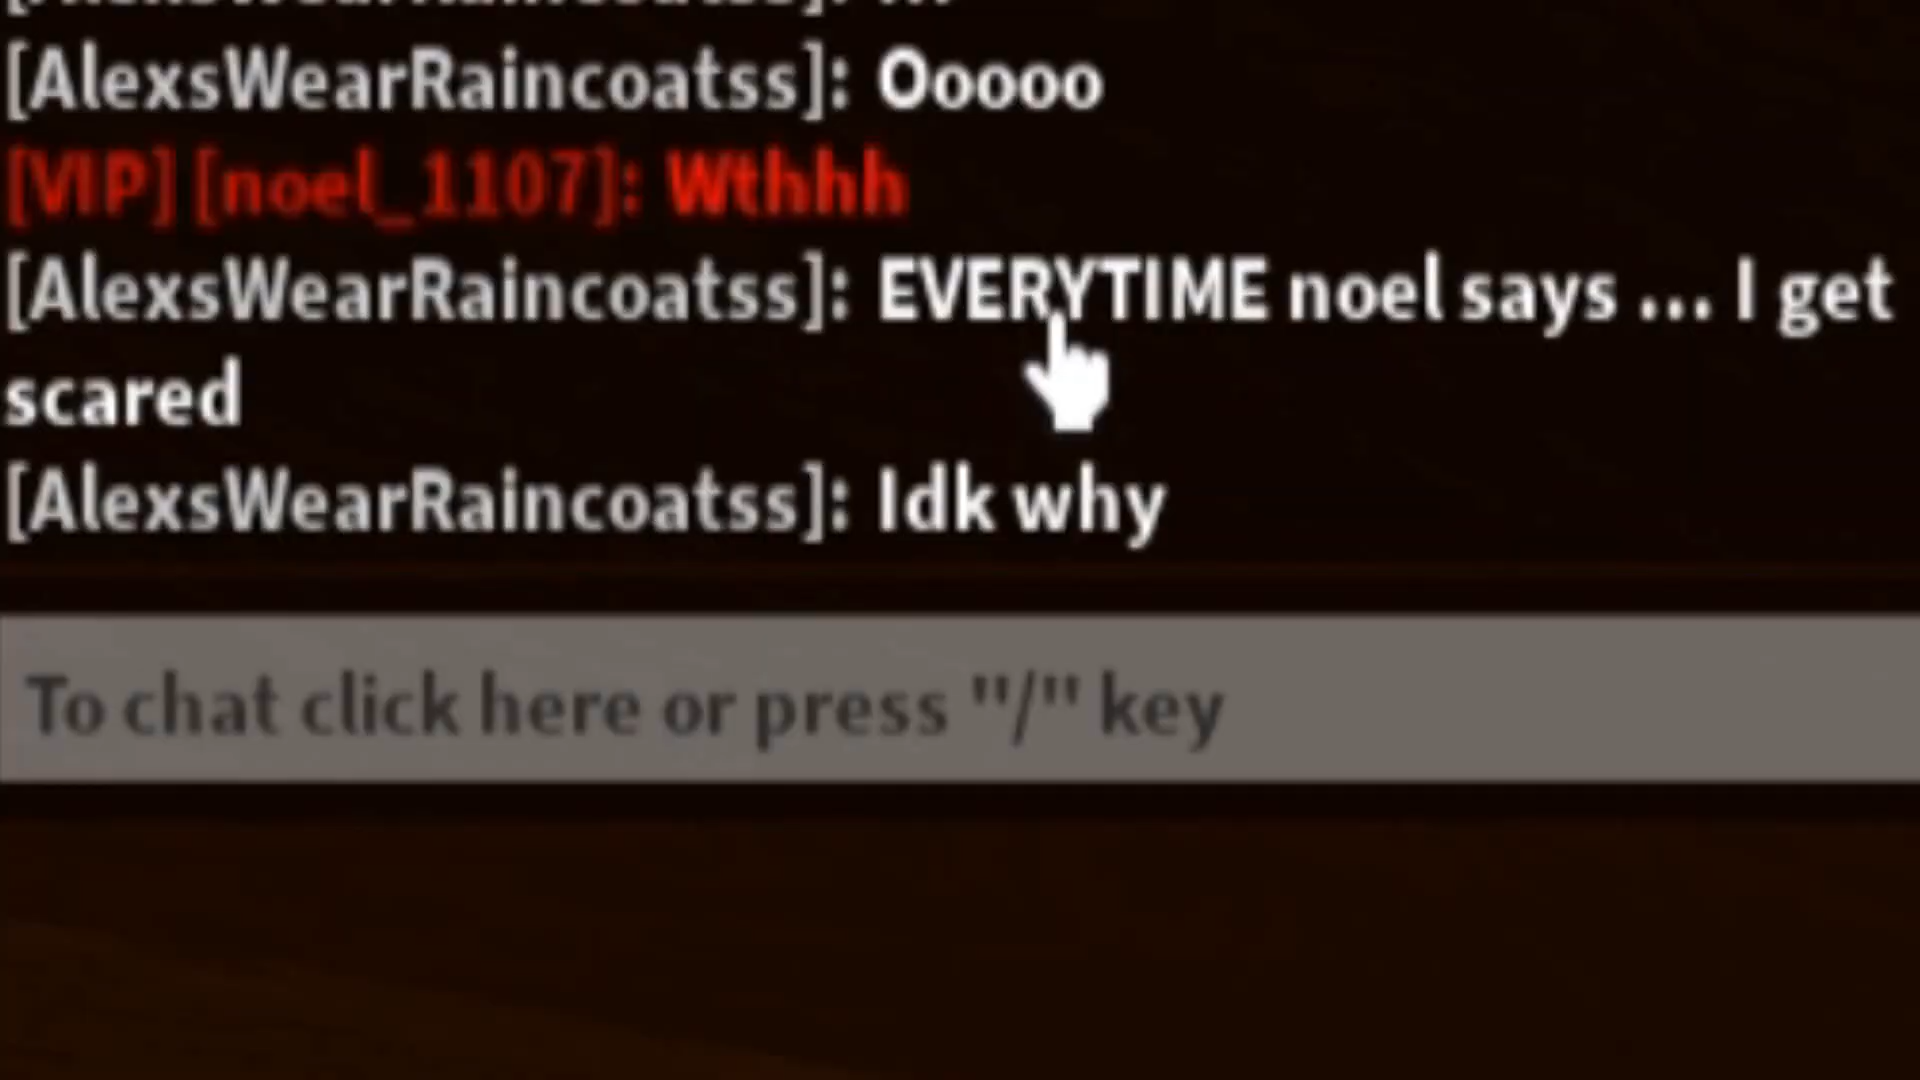 [AlexsWearRaincoatss]: ...
[AlexsWearRaincoatss]: Ooooo
[VIP] [noel_1107]: Wthhh
[AlexsWearRaincoatss]: EVERYTIME noel says ... I get
scared
[AlexsWearRaincoatss]: Idk why
To chat click here or press "/" key